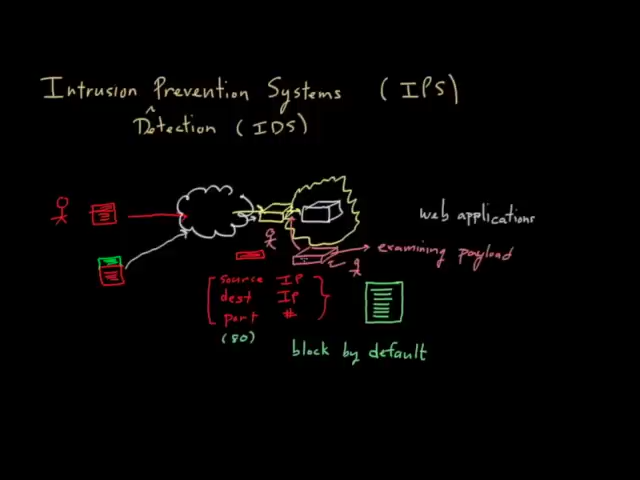 Intrusion Prevention Systems (IPS)
Detection (IDS)
web applications
examining payload
source IP
dest IP
port #
(80)
block by default